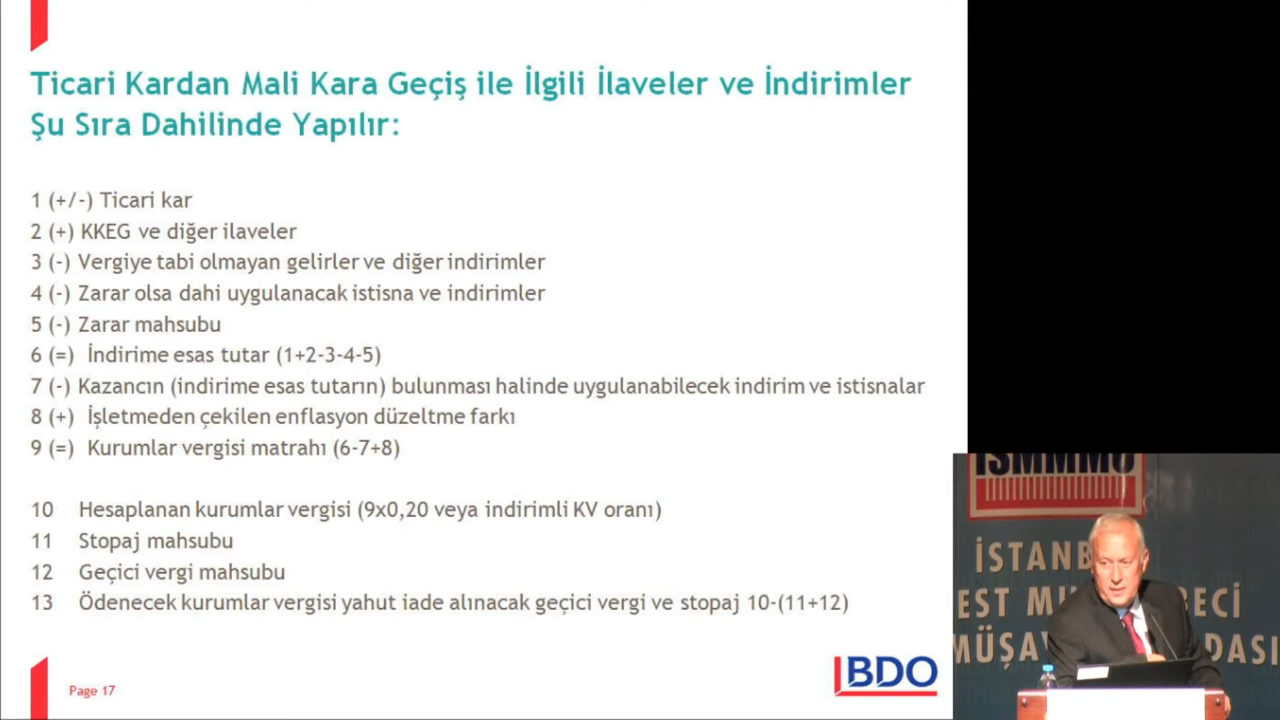 Ticari Kardan Mali Kara Geçiş ile İlgili İlaveler ve İndirimler
Şu Sıra Dahilinde Yapılır:
1 (+/-) Ticari kar
2 (+) KKEG ve diğer ilaveler
3 (-) Vergiye tabi olmayan gelirler ve diğer indirimler
4 (-) Zarar olsa dahi uygulanacak istisna ve indirimler
5 (-) Zarar mahsubu
6 (=) İndirime esas tutar (1+2-3-4-5)
7 (-) Kazancın (indirime esas tutarın) bulunması halinde uygulanabilecek indirim ve istisnalar
8 (+) İşletmeden çekilen enflasyon düzeltme farkı
9 (=) Kurumlar vergisi matrahı (6-7+8)
10 Hesaplanan kurumlar vergisi (9x0,20 veya indirimli KV oranı)
11 Stopaj mahsubu
12 Geçici vergi mahsubu
13 Ödenecek kurumlar vergisi yahut iade alınacak geçici vergi ve stopaj 10-(11+12)
Page 17
BDO
İSMMMO
İSTANB
EST MU BECİ
MÜŞAV DASI